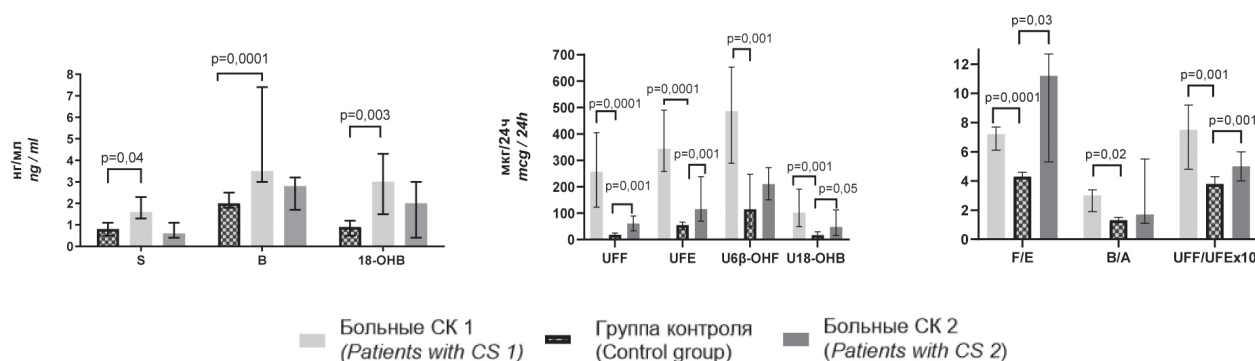 нг/мл
ng / ml
8
7
6
5
4
3
2
1
0
p=0,04
p=0,0001
p=0,003
S
B
18-OHB
мкг/24ч
mcg / 24h
700
600
500
400
300
200
100
0
p=0,0001
p=0,001
p=0,0001
p=0,001
p=0,001
p=0,001
p=0,05
UFF
UFE
U6β-OHF
U18-OHB
12
10
8
6
4
2
0
p=0,0001
p=0,03
p=0,02
p=0,001
p=0,001
F/E
B/A
UFF/UFEx10
Больные СК 1
(Patients with CS 1)
Группа контроля
(Control group)
Больные СК 2
(Patients with CS 2)